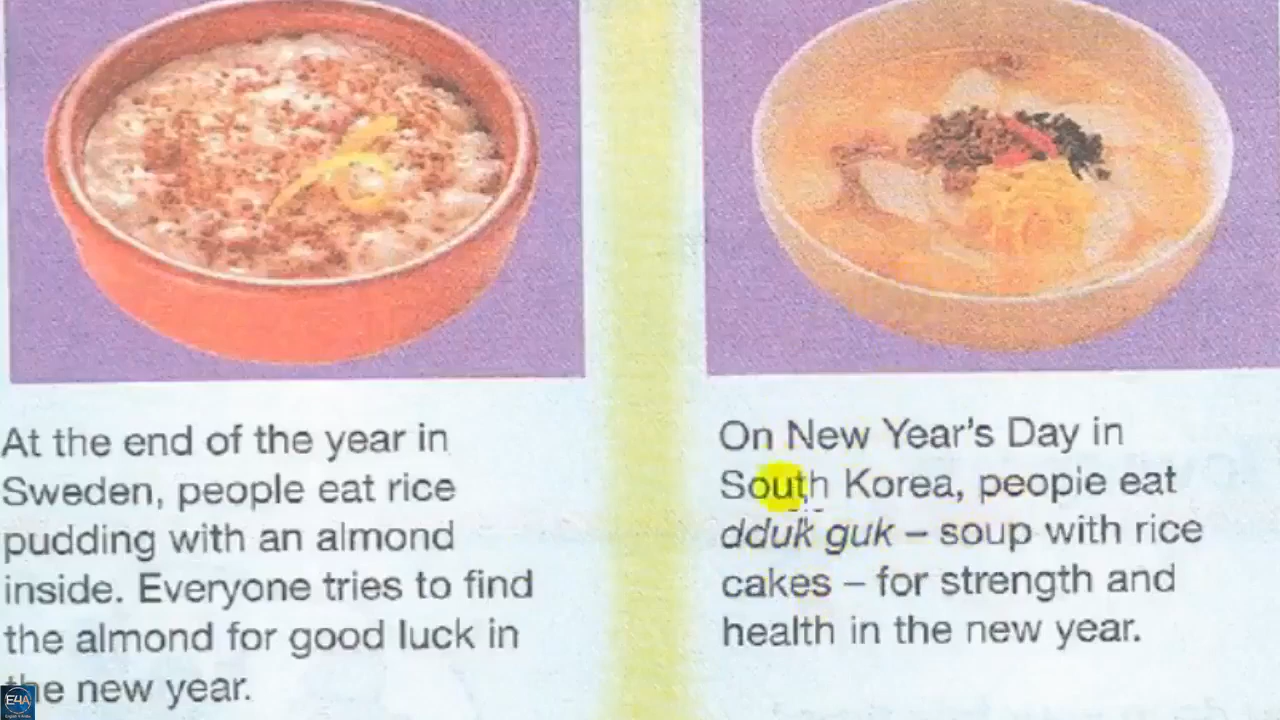 At the end of the year in
Sweden, people eat rice
pudding with an almond
inside. Everyone tries to find
the almond for good luck in
the new year.
On New Year's Day in
South Korea, people eat
dduk guk – soup with rice
cakes – for strength and
health in the new year.
E4A